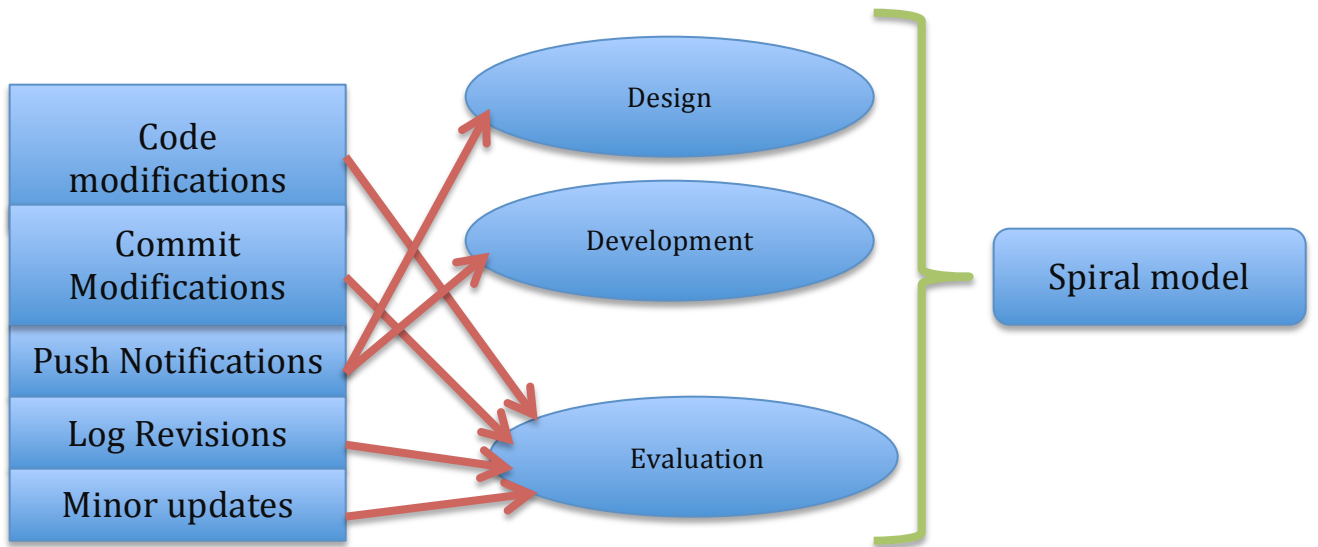 Code
modifications
Commit
Modifications
Push Notifications
Log Revisions
Minor updates
Design
Development
Evaluation
Spiral model